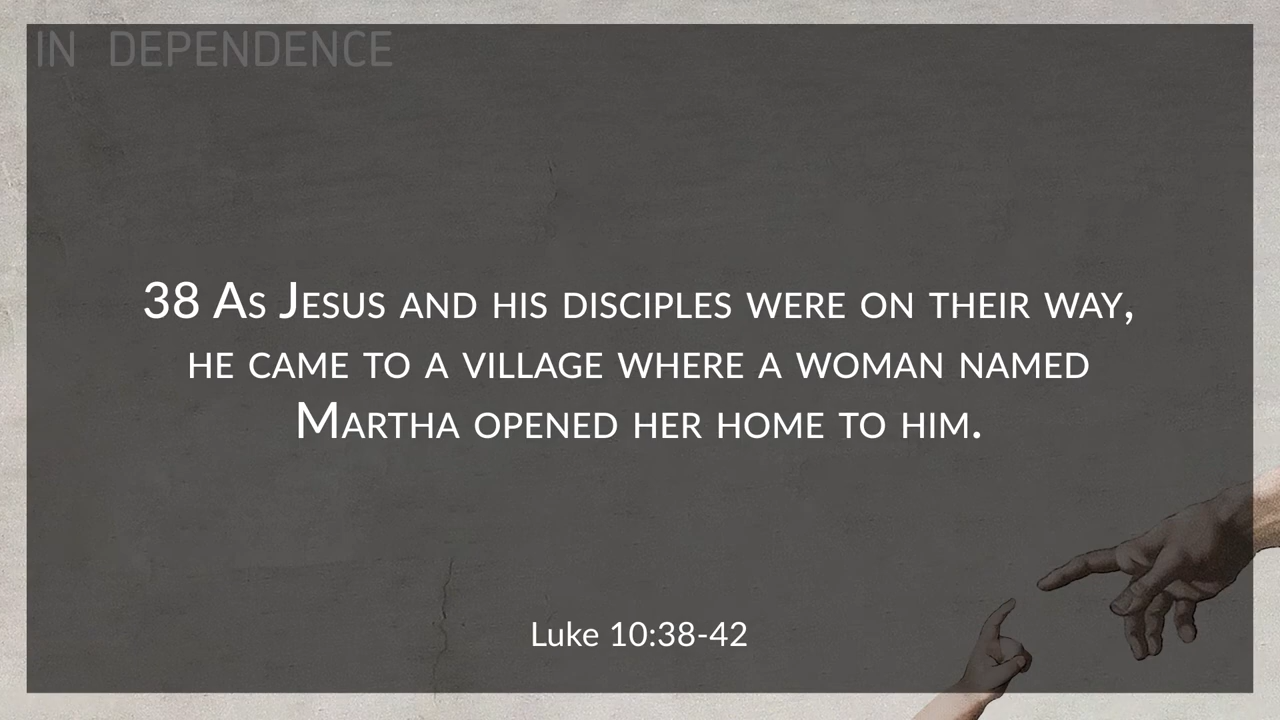 IN DEPENDENCE
38 As Jesus and his disciples were on their way,
he came to a village where a woman named
Martha opened her home to him.
Luke 10:38-42